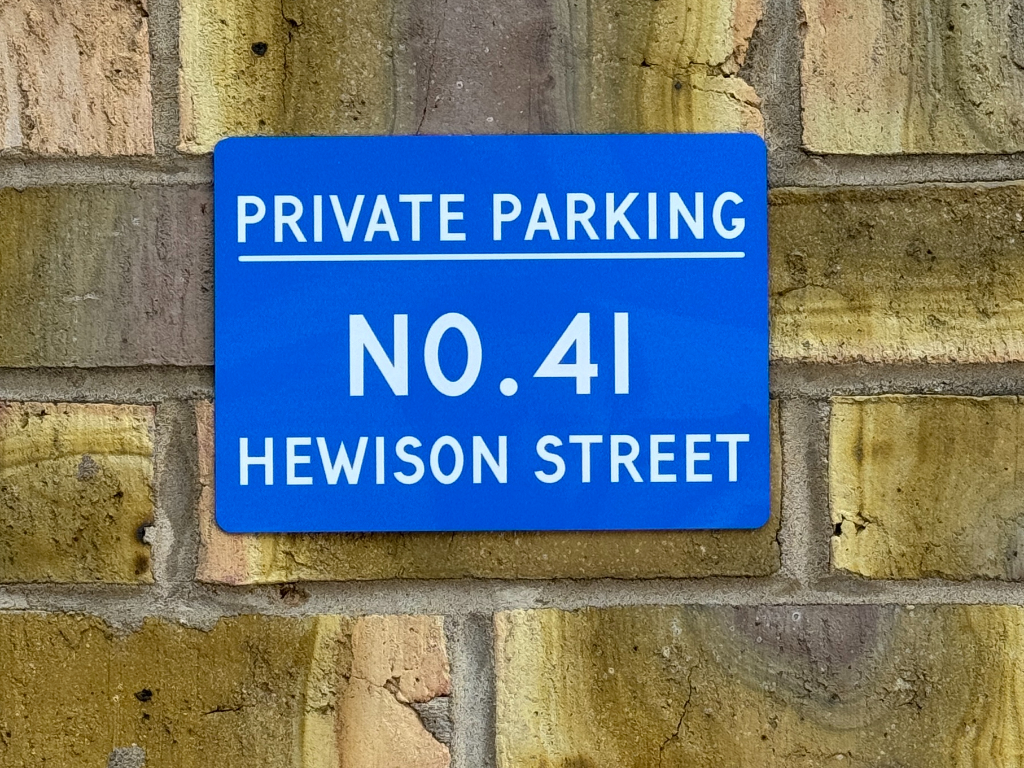 PRIVATE PARKING
NO. 41
HEWISON STREET